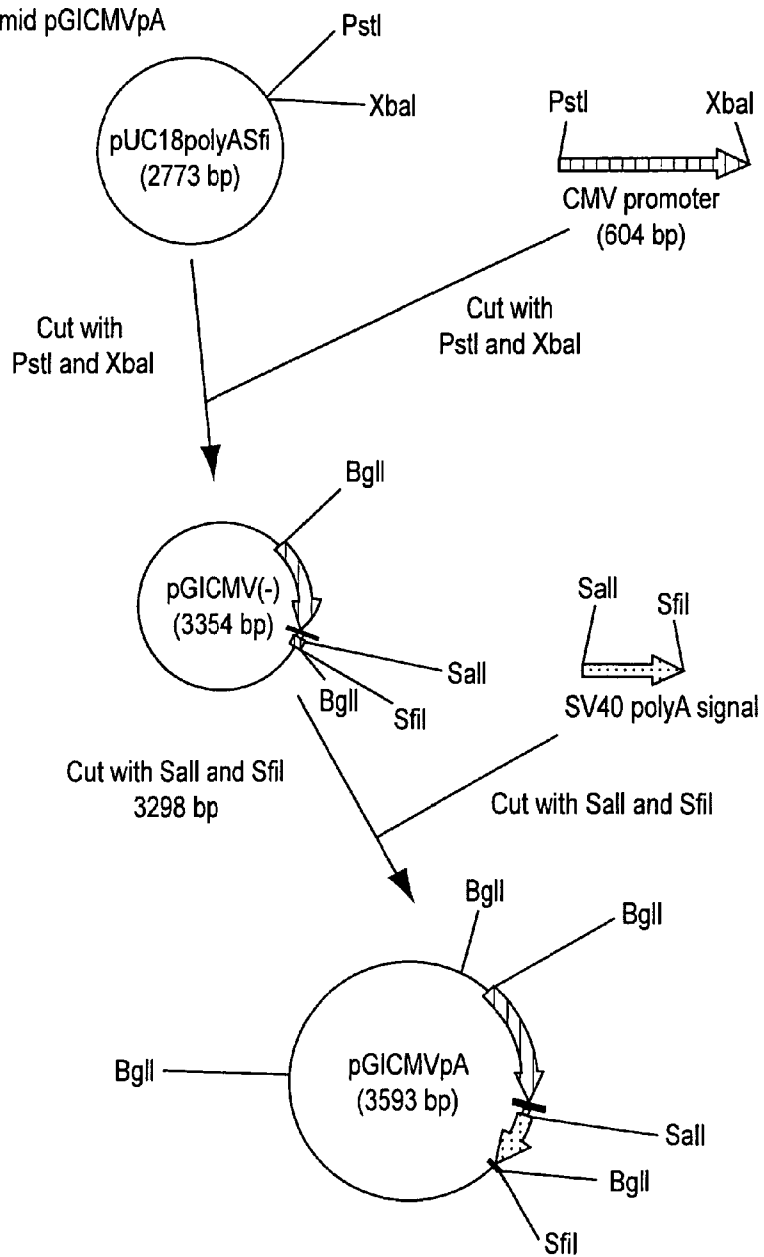 mid pGICMVpA
PstI
XbaI
pUC18polyASfi
(2773 bp)
PstI
XbaI
CMV promoter
(604 bp)
Cut with
PstI and XbaI
Cut with
PstI and XbaI
BglI
pGICMV(-)
(3354 bp)
SalI
BglI
SfiI
SalI
SfiI
SV40 polyA signal
Cut with SalI and SfiI
3298 bp
Cut with SalI and SfiI
BglI
BglI
BglI
pGICMVpA
(3593 bp)
SalI
BglI
SfiI